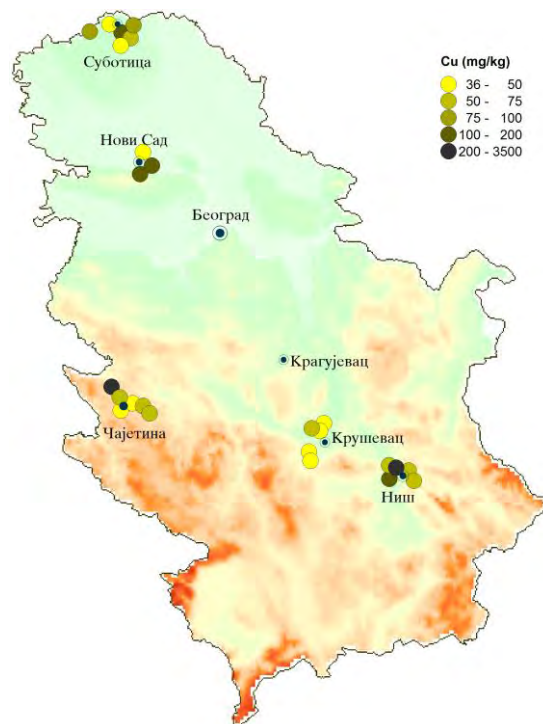 Суботица
Cu (mg/kg)
36 - 50
50 - 75
75 - 100
100 - 200
200 - 3500
Нови Сад
Београд
Крагујевац
Чајетина
Крушевац
Ниш